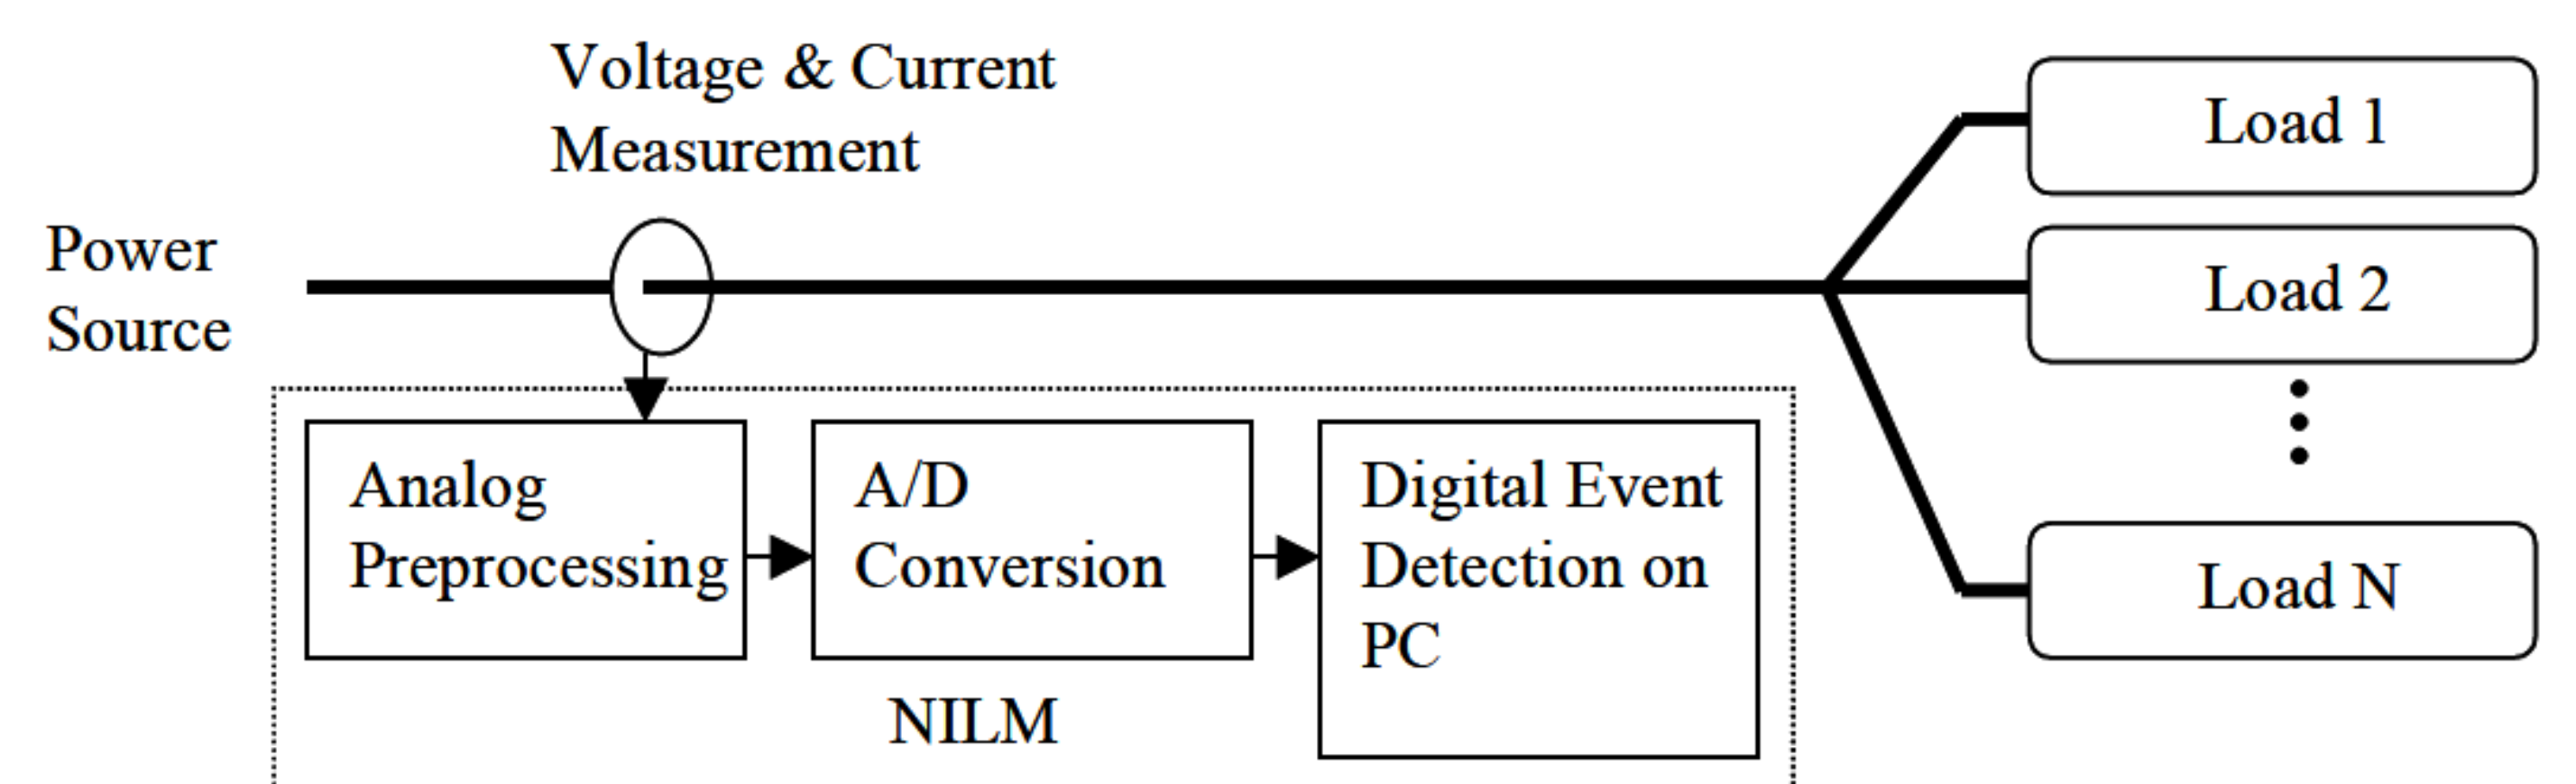 Voltage & Current
Measurement
Power
Source
Load 1
Load 2
Load N
Analog
Preprocessing
A/D
Conversion
Digital Event
Detection on
PC
NILM